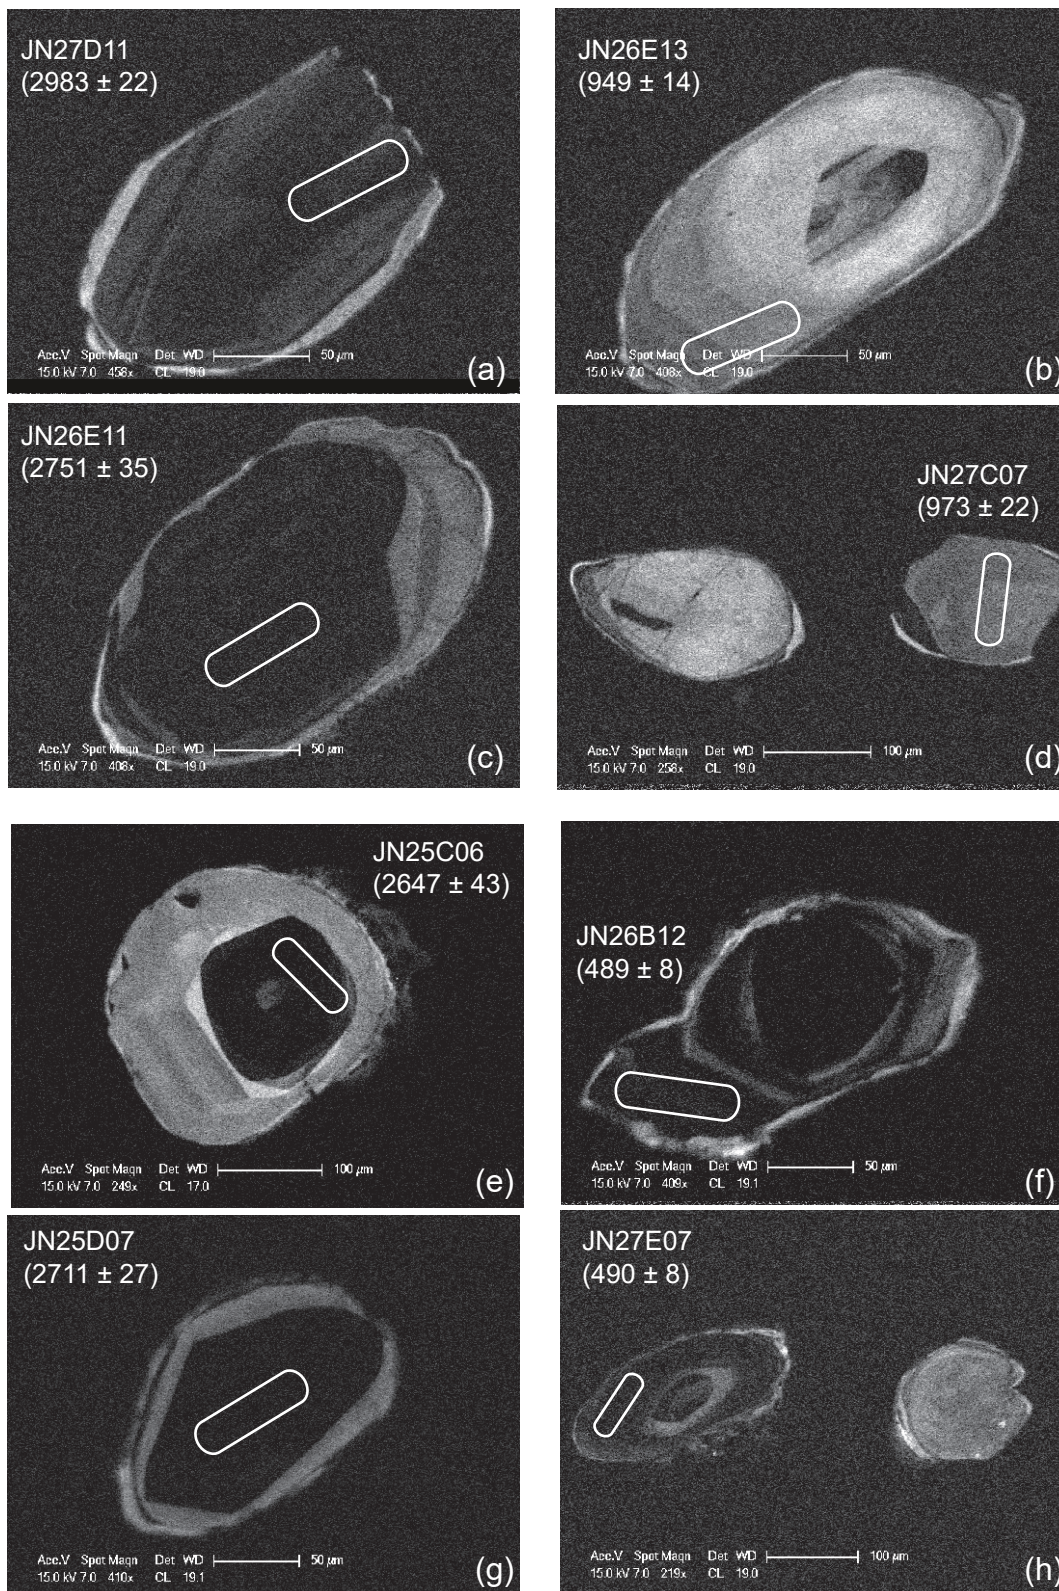 JN27D11
(2983 ± 22)
Acc.V Spot Magn Det WD 50 µm
15.0 kV 7.0 458x CL 19.0
(a)
JN26E13
(949 ± 14)
Acc.V Spot Magn Det WD 50 µm
15.0 kV 7.0 408x CL 19.0
(b)
JN26E11
(2751 ± 35)
Acc.V Spot Magn Det WD 50 µm
15.0 kV 7.0 408x CL 19.0
(c)
JN27C07
(973 ± 22)
Acc.V Spot Magn Det WD 100 µm
15.0 kV 7.0 258x CL 19.0
(d)
JN25C06
(2647 ± 43)
Acc.V Spot Magn Det WD 100 µm
15.0 kV 7.0 249x CL 17.0
(e)
JN26B12
(489 ± 8)
Acc.V Spot Magn Det WD 50 µm
15.0 kV 7.0 409x CL 19.1
(f)
JN25D07
(2711 ± 27)
Acc.V Spot Magn Det WD 50 µm
15.0 kV 7.0 410x CL 19.1
(g)
JN27E07
(490 ± 8)
Acc.V Spot Magn Det WD 100 µm
15.0 kV 7.0 219x CL 19.0
(h)